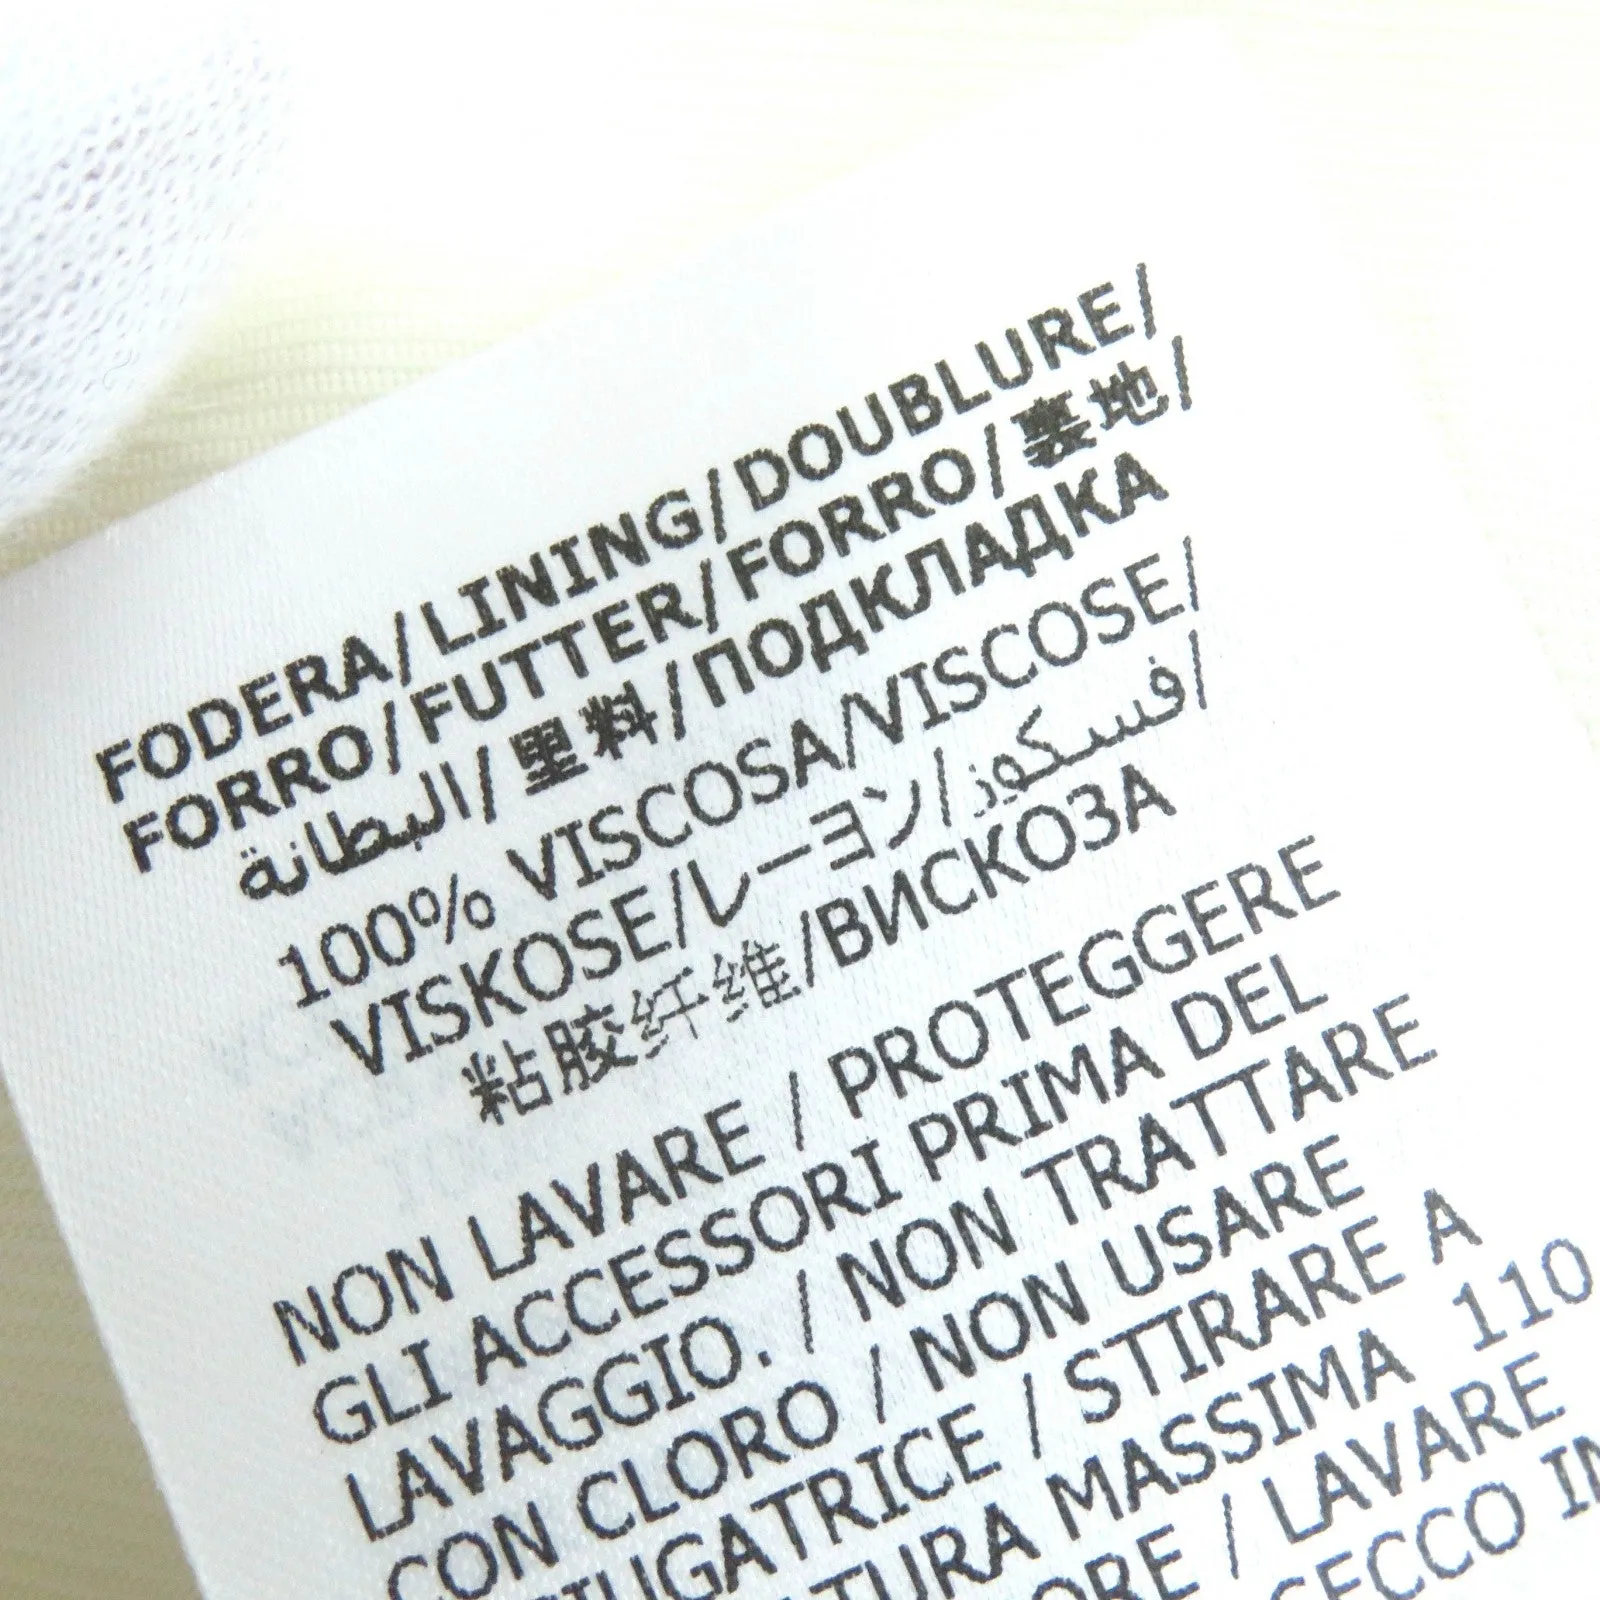 FODERA/LINING/DOUBLURE/
FORRO/FUTTER/FORRO/裏地/
البطانة/里料/ПОДКЛАДКА
100% VISCOSA/VISCOSE/
VISKOSE/レーヨン/فسكوز/
粘胶纤维/ВИСКОЗА
NON LAVARE / PROTEGGERE
GLI ACCESSORI PRIMA DEL
LAVAGGIO. / NON TRATTARE
CON CLORO / NON USARE
STIRARE A
MASSIMA 110
/ LAVARE